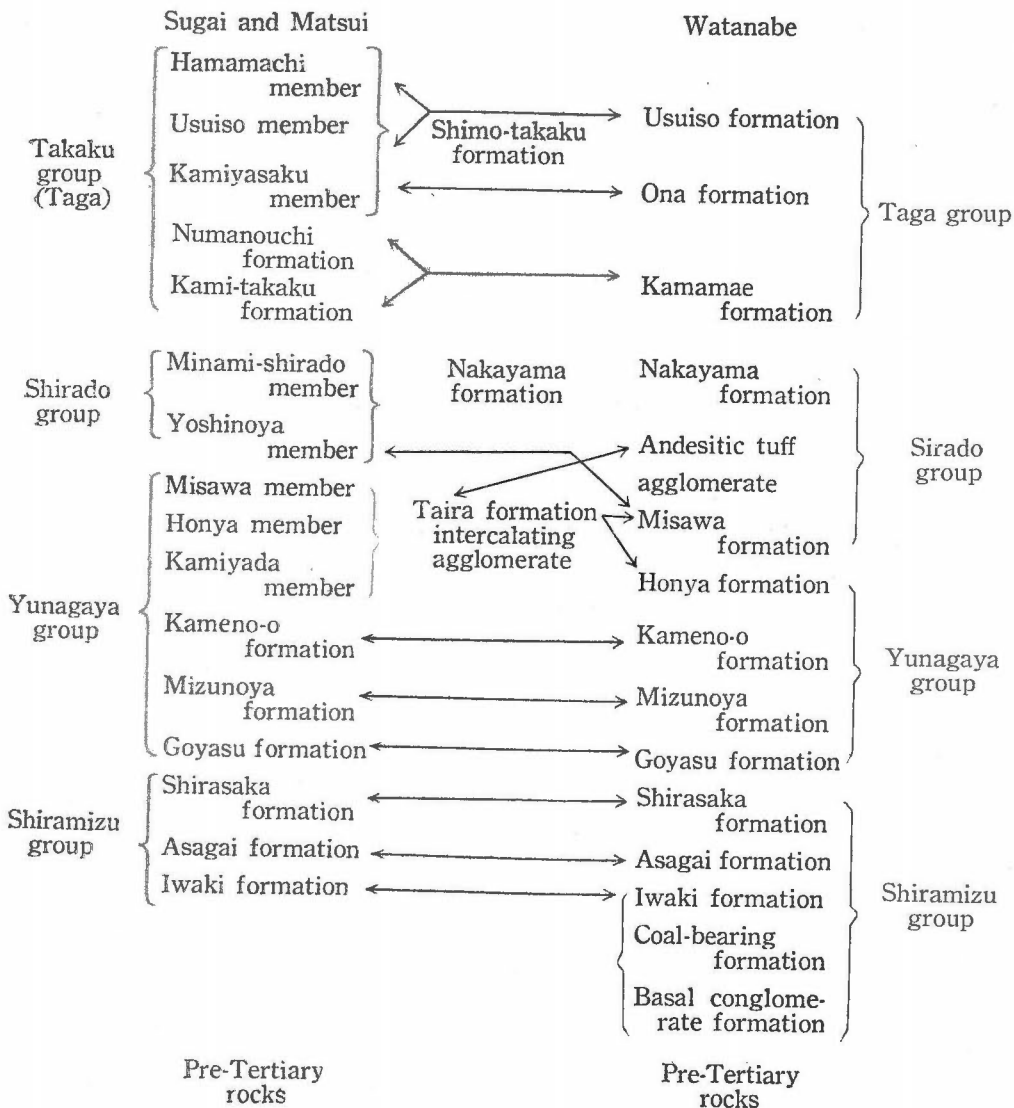 Sugai and Matsui
Watanabe
Takaku
group
(Taga)
Hamamachi
member
Usuiso member
Kamiyasaku
member
Numanouchi
formation
Kami-takaku
formation
Shimo-takaku
formation
Usuiso formation
Ona formation
Kamamae
formation
Taga group
Shirado
group
Minami-shirado
member
Yoshinoya
member
Nakayama
formation
Nakayama
formation
Andesitic tuff
agglomerate
Misawa
formation
Sirado
group
Yunagaya
group
Misawa member
Honya member
Kamiyada
member
Kameno-o
formation
Mizunoya
formation
Goyasu formation
Taira formation
intercalating
agglomerate
Honya formation
Kameno-o
formation
Mizunoya
formation
Goyasu formation
Yunagaya
group
Shiramizu
group
Shirasaka
formation
Asagai formation
Iwaki formation
Shirasaka
formation
Asagai formation
Iwaki formation
Coal-bearing
formation
Basal conglome-
rate formation
Shiramizu
group
Pre-Tertiary
rocks
Pre-Tertiary
rocks